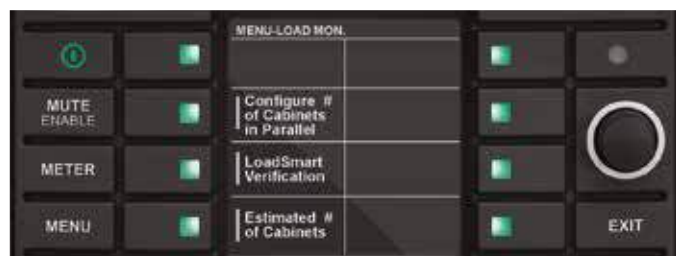 MENU-LOAD MON.
MUTE
ENABLE
Configure #
of Cabinets
in Parallel
METER
LoadSmart
Verification
MENU
Estimated #
of Cabinets
EXIT